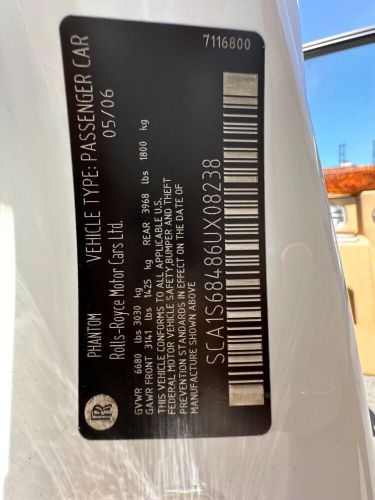 PHANTOM VEHICLE TYPE: PASSENGER CAR
Rolls-Royce Motor Cars Ltd. 05/06
GVWR 6680 lbs 3030 kg
GAWR FRONT 3141 lbs 1425 kg REAR 3968 lbs 1800 kg
THIS VEHICLE CONFORMS TO ALL APPLICABLE U.S.
FEDERAL MOTOR VEHICLE SAFETY, BUMPER AND THEFT
PREVENTION STANDARDS IN EFFECT ON THE DATE OF
MANUFACTURE SHOWN ABOVE
SCA1S68486UX08238
7116800
RR